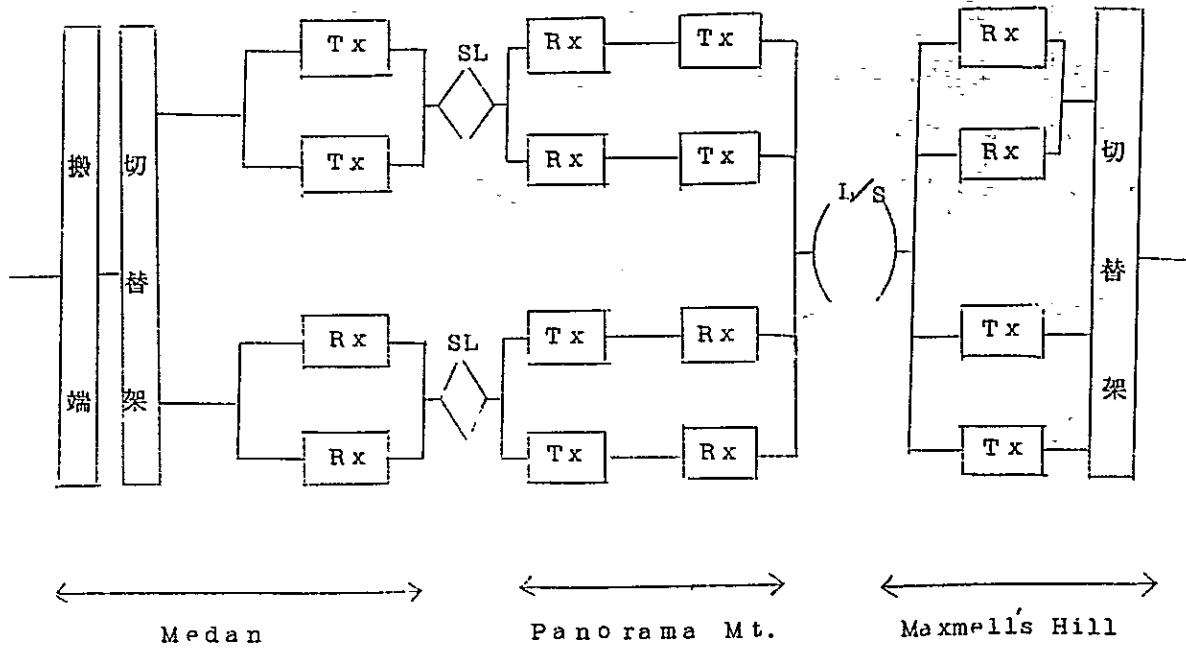 Tx
Rx
Tx
Rx
SL
Tx
Rx
Tx
Rx
搬端
切替架
L/S
切替架
Rx
Tx
Rx
Tx
SL
Rx
Tx
Rx
Tx
Medan
Panorama Mt.
Maxmell's Hill